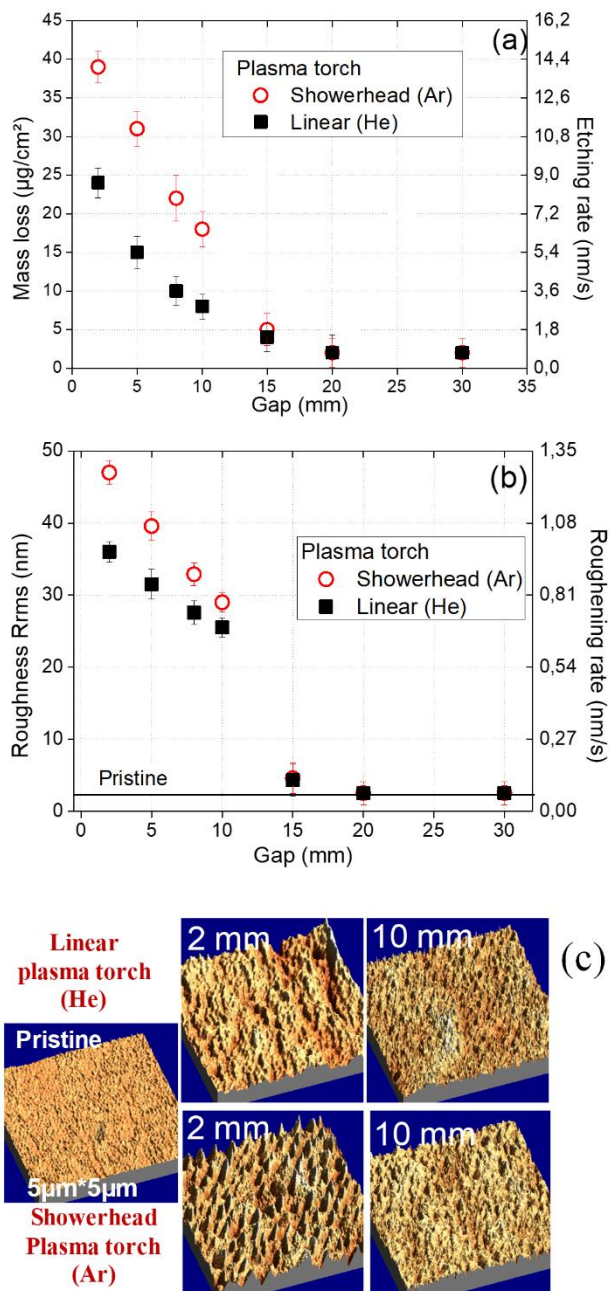 (a)
Plasma torch
Showerhead (Ar)
Linear (He)
Mass loss (µg/cm²)
45
40
35
30
25
20
15
10
5
0
Etching rate (nm/s)
16,2
14,4
12,6
10,8
9,0
7,2
5,4
3,6
1,8
0,0
0 5 10 15 20 25 30 35
Gap (mm)
(b)
Plasma torch
Showerhead (Ar)
Linear (He)
Roughness Rrms (nm)
50
40
30
20
10
0
Roughening rate (nm/s)
1,35
1,08
0,81
0,54
0,27
0,00
Pristine
0 5 10 15 20 25 30
Gap (mm)
(c)
Linear
plasma torch
(He)
2 mm
10 mm
Pristine
5µm*5µm
2 mm
10 mm
Showerhead
Plasma torch
(Ar)